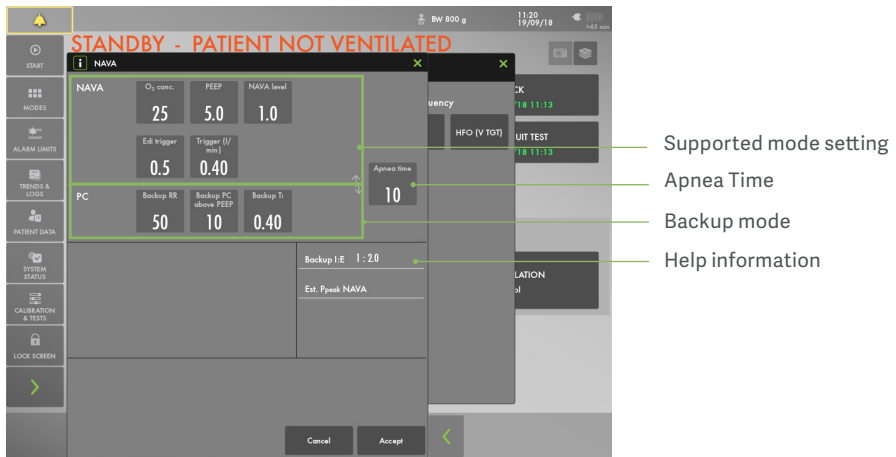 BW 800 g
11:20
19/09/18
>45 min
STANDBY - PATIENT NOT VENTILATED
START
MODES
ALARM LIMITS
TRENDS &
LOGS
PATIENT DATA
SYSTEM
STATUS
CALIBRATION
& TESTS
LOCK SCREEN
NAVA
NAVA
O₂ conc.
25
PEEP
5.0
NAVA level
1.0
Edi trigger
0.5
Trigger (l/
min)
0.40
Apnea time
10
PC
Backup RR
50
Backup PC
above PEEP
10
Backup Ti
0.40
Backup I:E 1 : 2.0
Est. Ppeak NAVA
Cancel
Accept
uency
HFO (V TGT)
CK
/18 11:13
UIT TEST
/18 11:13
LATION
Supported mode setting
Apnea Time
Backup mode
Help information